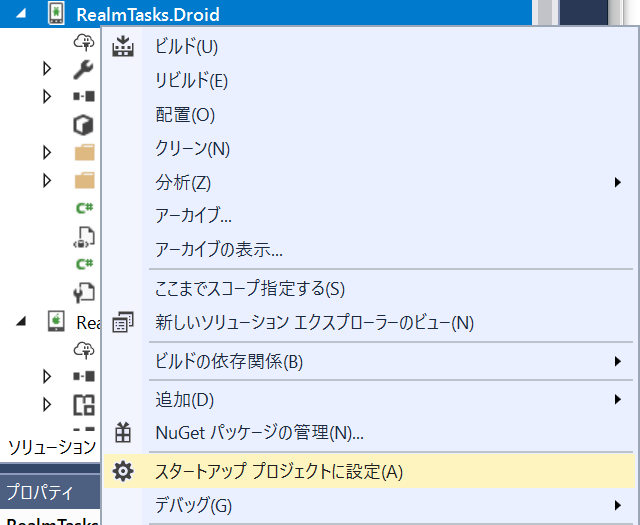 RealmTasks.Droid
ビルド(U)
リビルド(E)
配置(O)
クリーン(N)
分析(Z)
アーカイブ...
アーカイブの表示...
ここまでスコープ指定する(S)
新しいソリューション エクスプローラーのビュー(N)
ビルドの依存関係(B)
追加(D)
NuGet パッケージの管理(N)...
スタートアップ プロジェクトに設定(A)
デバッグ(G)
C#
C#
Rea
ソリューション
プロパティ
RealmTasks